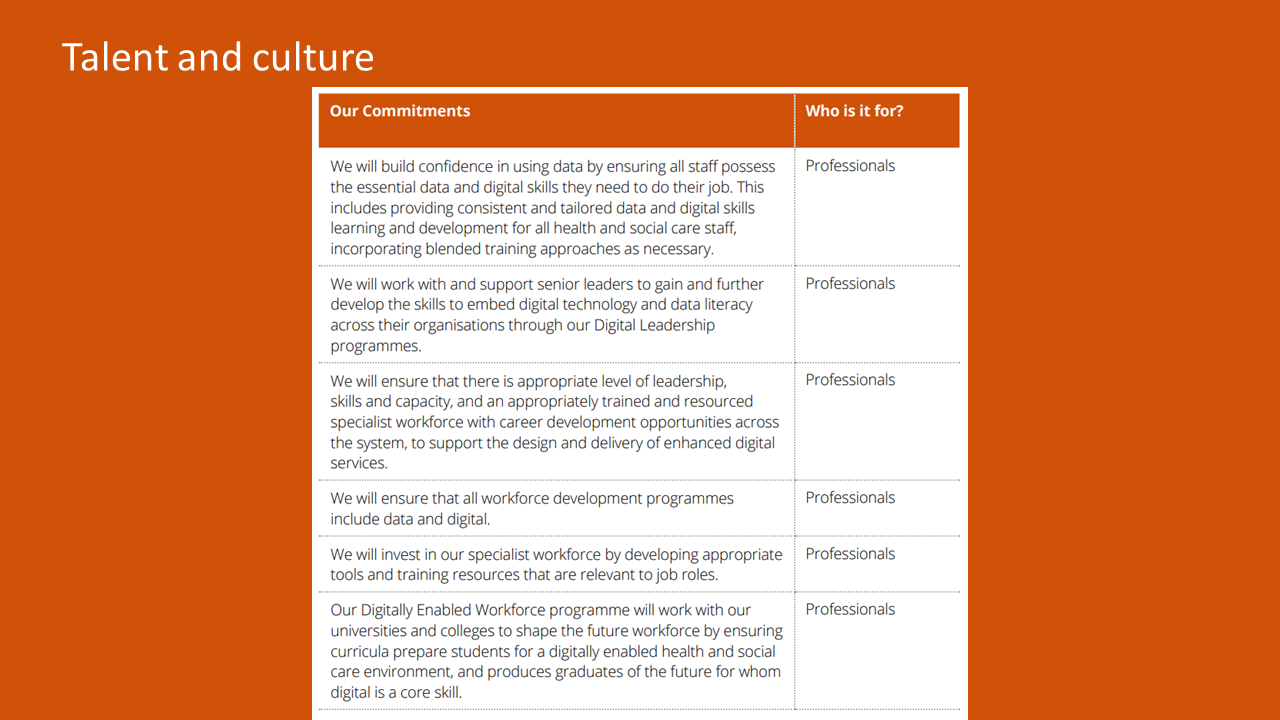 Talent and culture
Our Commitments
Who is it for?
We will build confidence in using data by ensuring all staff possess
the essential data and digital skills they need to do their job. This
includes providing consistent and tailored data and digital skills
learning and development for all health and social care staff,
incorporating blended training approaches as necessary.
Professionals
We will work with and support senior leaders to gain and further
develop the skills to embed digital technology and data literacy
across their organisations through our Digital Leadership
programmes.
Professionals
We will ensure that there is appropriate level of leadership,
skills and capacity, and an appropriately trained and resourced
specialist workforce with career development opportunities across
the system, to support the design and delivery of enhanced digital
services.
Professionals
We will ensure that all workforce development programmes
include data and digital.
Professionals
We will invest in our specialist workforce by developing appropriate
tools and training resources that are relevant to job roles.
Professionals
Our Digitally Enabled Workforce programme will work with our
universities and colleges to shape the future workforce by ensuring
curricula prepare students for a digitally enabled health and social
care environment, and produces graduates of the future for whom
digital is a core skill.
Professionals